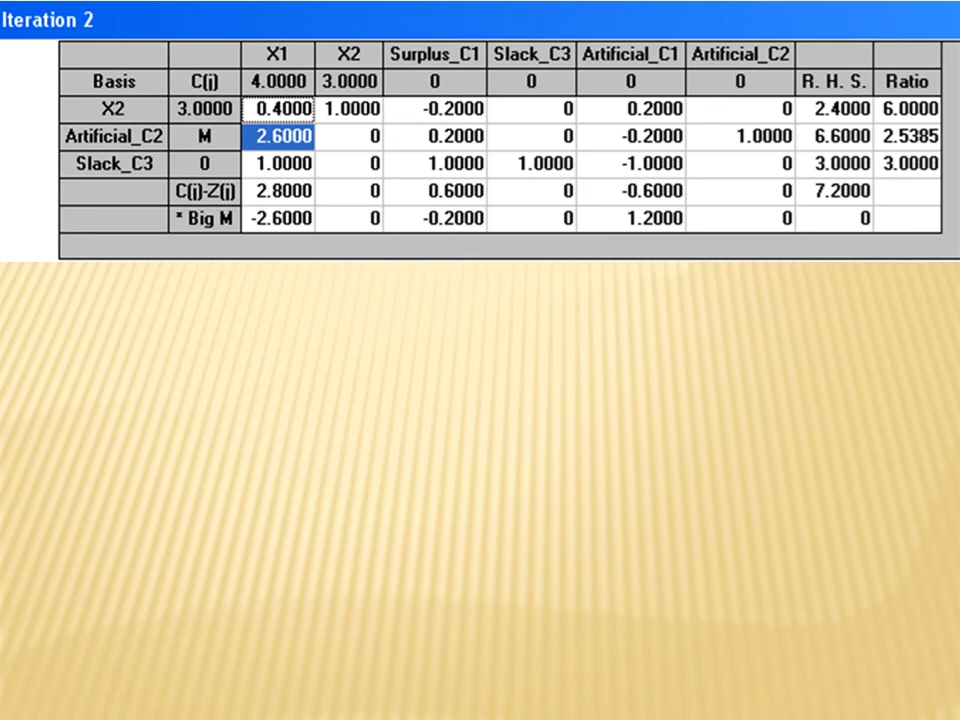 Iteration 2
X1 X2 Surplus_C1 Slack_C3 Artificial_C1 Artificial_C2
Basis C(j) 4.0000 3.0000 0 0 0 0 R. H. S. Ratio
X2 3.0000 0.4000 1.0000 -0.2000 0 0.2000 0 2.4000 6.0000
Artificial_C2 M 2.6000 0 0.2000 0 -0.2000 1.0000 6.6000 2.5385
Slack_C3 0 1.0000 0 1.0000 1.0000 -1.0000 0 3.0000 3.0000
C(j)-Z(j) 2.8000 0 0.6000 0 -0.6000 0 7.2000
* Big M -2.6000 0 -0.2000 0 1.2000 0 0